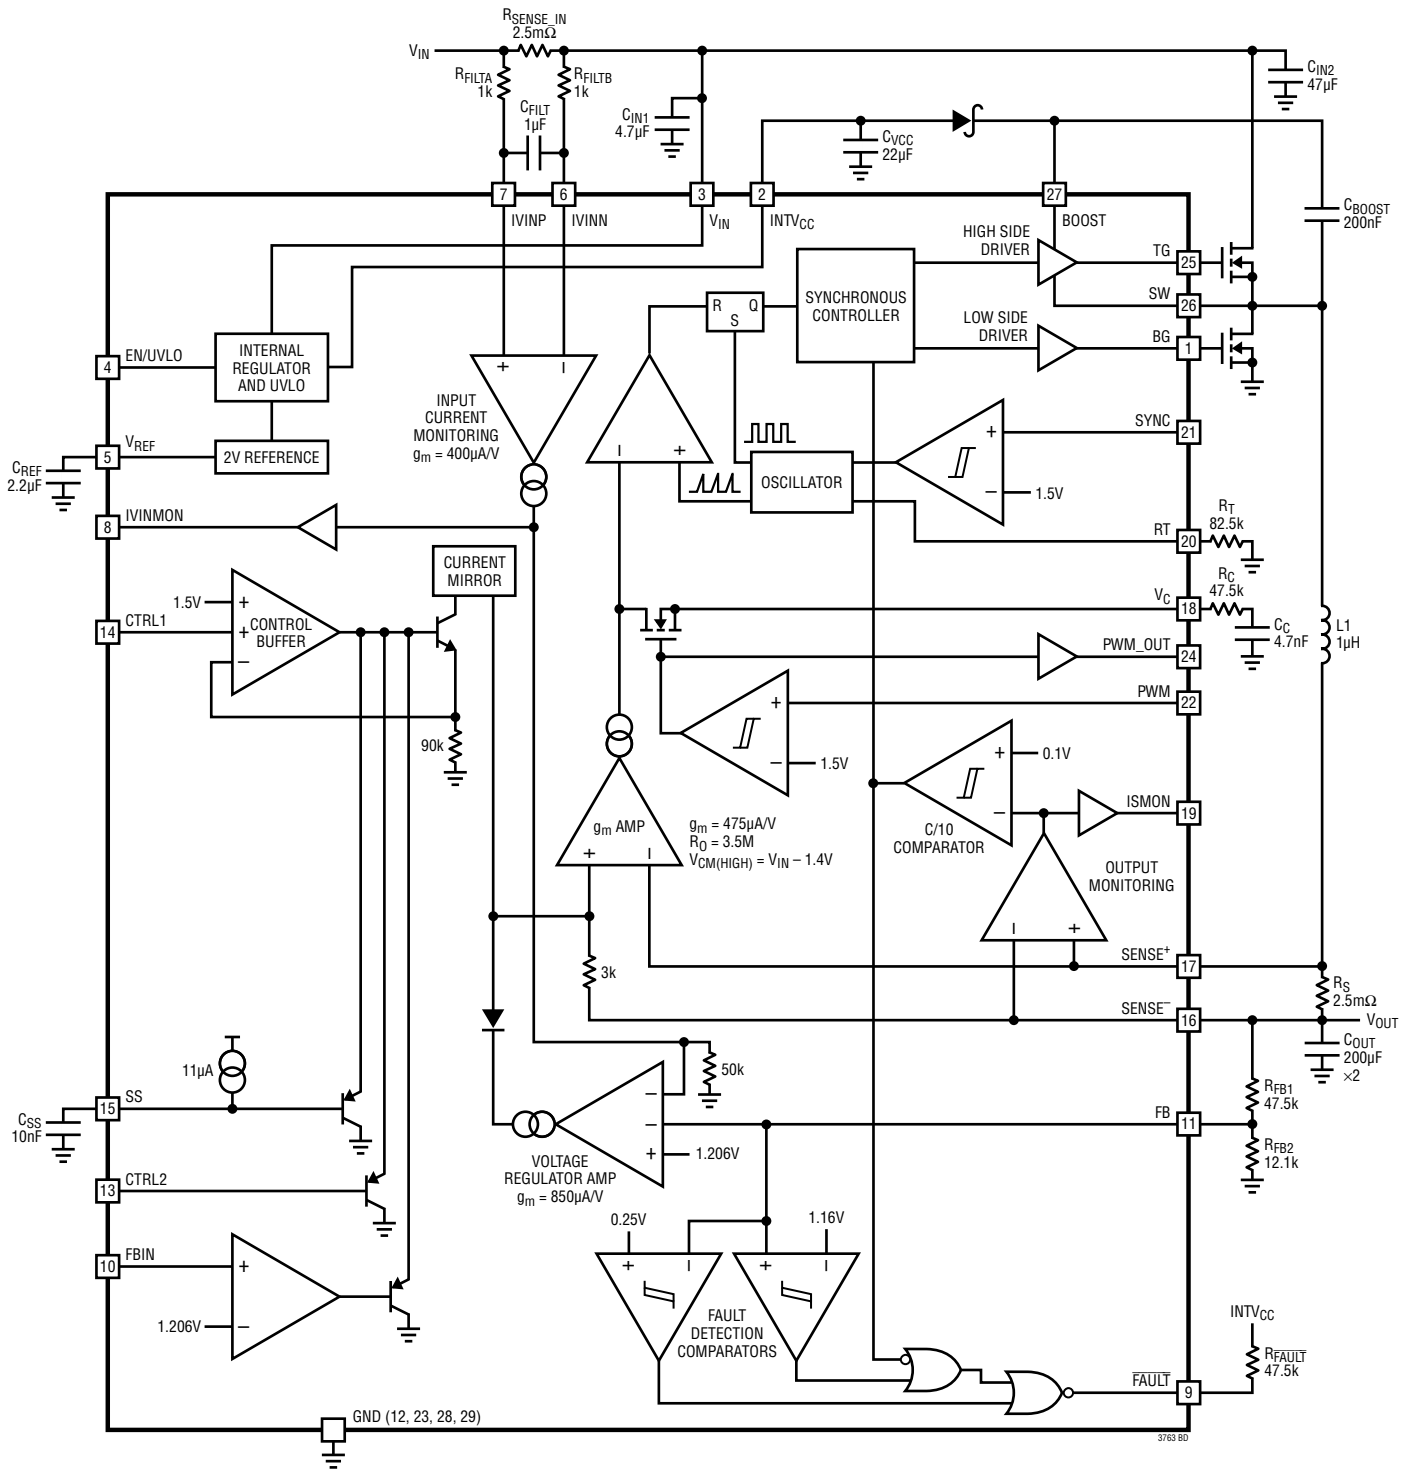 RSENSE_IN
2.5mΩ
VIN
RFILTA
1k
RFILTB
1k
CFILT
1µF
CIN1
4.7µF
CIN2
47µF
CVCC
22µF
7
6
3
2
27
IVINP
IVINN
VIN
INTVCC
BOOST
CBOOST
200nF
HIGH SIDE
DRIVER
TG
25
SYNCHRONOUS
CONTROLLER
R
Q
S
SW
26
LOW SIDE
DRIVER
BG
1
4
EN/UVLO
INTERNAL
REGULATOR
AND UVLO
+
–
INPUT
CURRENT
MONITORING
gm = 400µA/V
SYNC
21
+
–
1.5V
–
+
OSCILLATOR
5
VREF
2V REFERENCE
CREF
2.2µF
8
IVINMON
RT
20
RT
82.5k
CURRENT
MIRROR
1.5V
+
14
CTRL1
+
–
CONTROL
BUFFER
90k
VC
18
RC
47.5k
CC
4.7nF
L1
1µH
PWM_OUT
24
PWM
22
+
–
1.5V
+
0.1V
–
C/10
COMPARATOR
ISMON
19
gm AMP
+
–
gm = 475µA/V
RO = 3.5M
VCM(HIGH) = VIN – 1.4V
OUTPUT
MONITORING
–
+
SENSE+
17
3k
RS
2.5mΩ
SENSE–
16
VOUT
COUT
200µF
×2
11µA
50k
15
SS
CSS
10nF
–
–
+
1.206V
VOLTAGE
REGULATOR AMP
gm = 850µA/V
FB
11
RFB1
47.5k
RFB2
12.1k
13
CTRL2
0.25V
1.16V
+
–
+
–
10
FBIN
+
–
1.206V
FAULT
DETECTION
COMPARATORS
INTVCC
RFAULT
47.5k
FAULT
9
GND (12, 23, 28, 29)
3763 BD